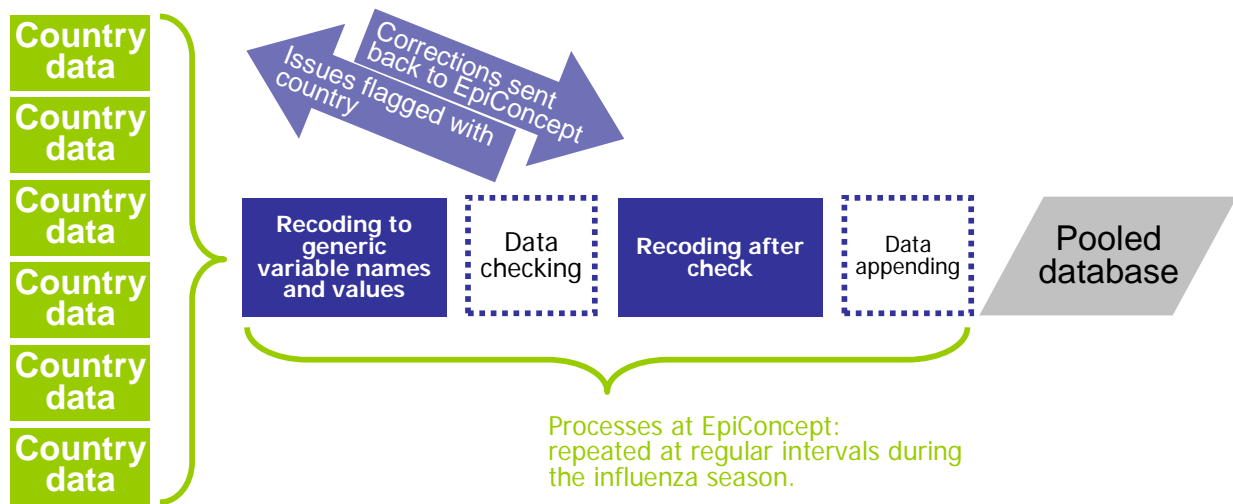 Country
data
Country
data
Country
data
Country
data
Country
data
Country
data
Issues flagged with
country
Corrections sent
back to EpiConcept
Recoding to
generic
variable names
and values
Data
checking
Recoding after
check
Data
appending
Pooled
database
Processes at EpiConcept:
repeated at regular intervals during
the influenza season.